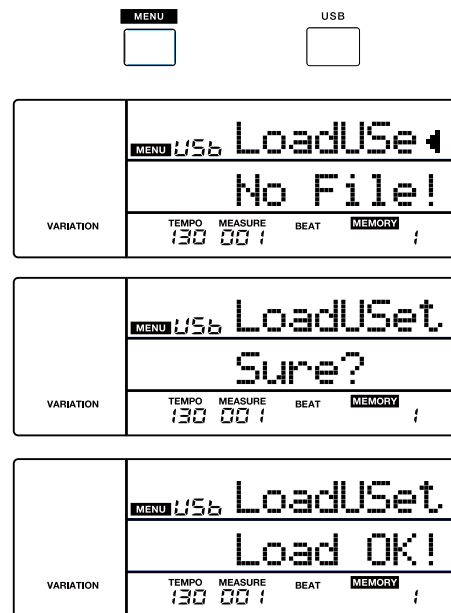 MENU USB
MENU USb LoadUSe
No File!
VARIATION TEMPO MEASURE BEAT MEMORY
130 001 1
MENU USb LoadUSet
Sure?
VARIATION TEMPO MEASURE BEAT MEMORY
130 001 1
MENU USb LoadUSet
Load OK!
VARIATION TEMPO MEASURE BEAT MEMORY
130 001 1